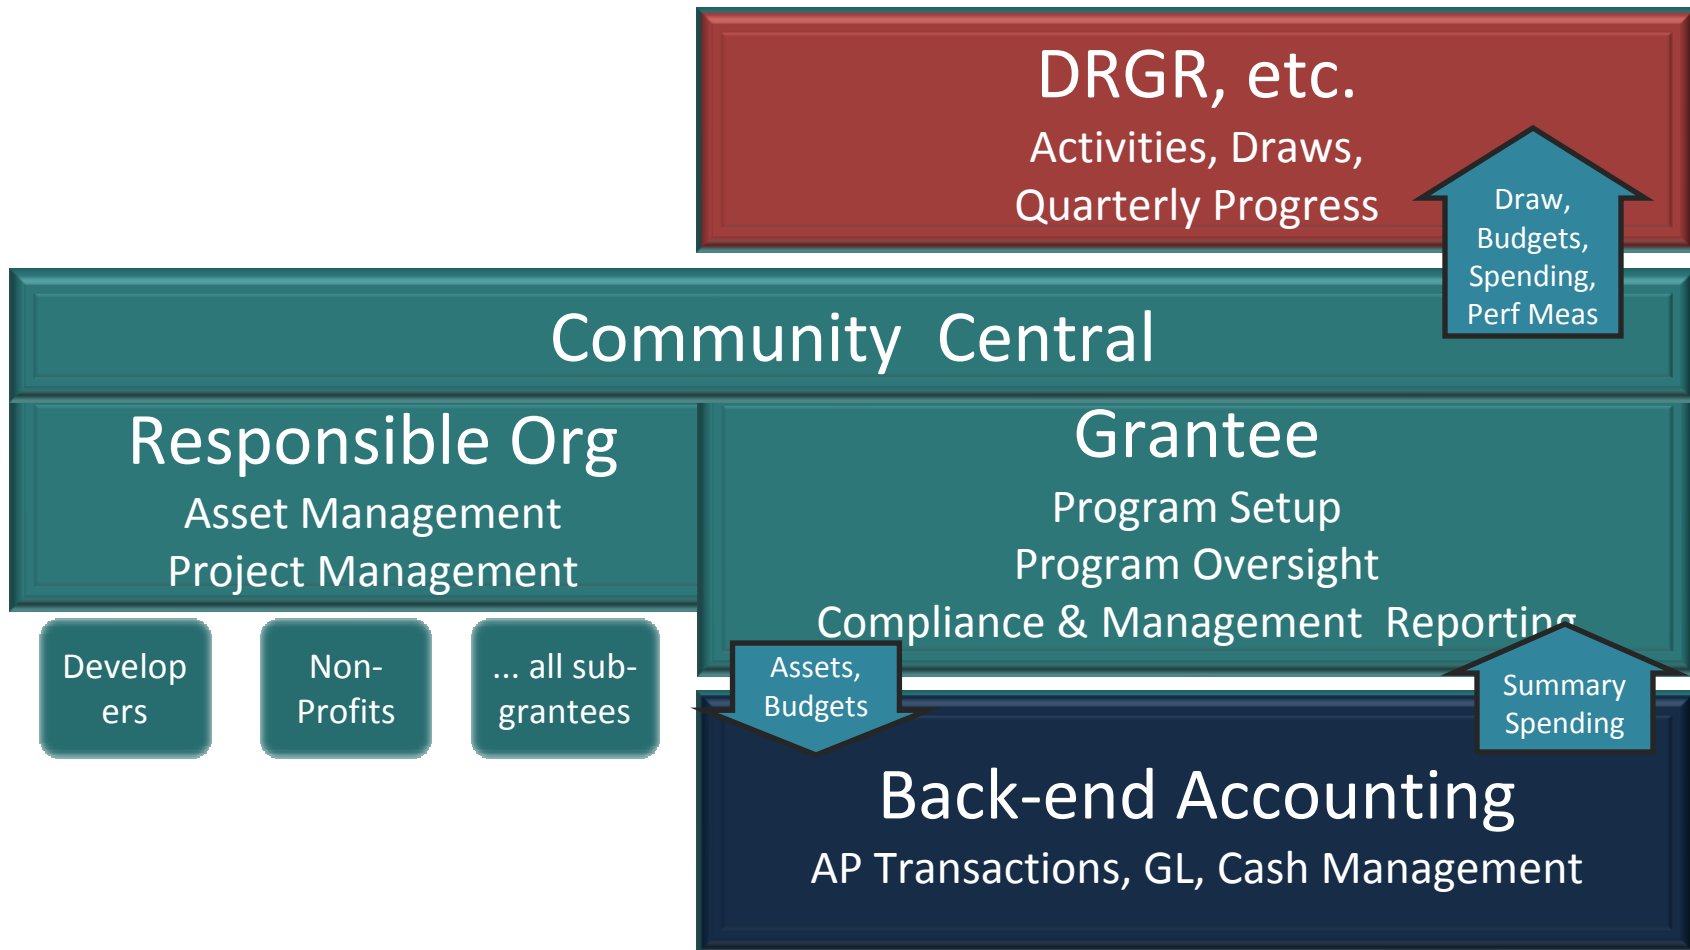 DRGR, etc.
Activities, Draws,
Quarterly Progress
Draw,
Budgets,
Spending,
Perf Meas
Community Central
Responsible Org
Asset Management
Project Management
Grantee
Program Setup
Program Oversight
Compliance & Management Reporting
Develop
ers
Non-
Profits
... all sub-
grantees
Assets,
Budgets
Summary
Spending
Back-end Accounting
AP Transactions, GL, Cash Management